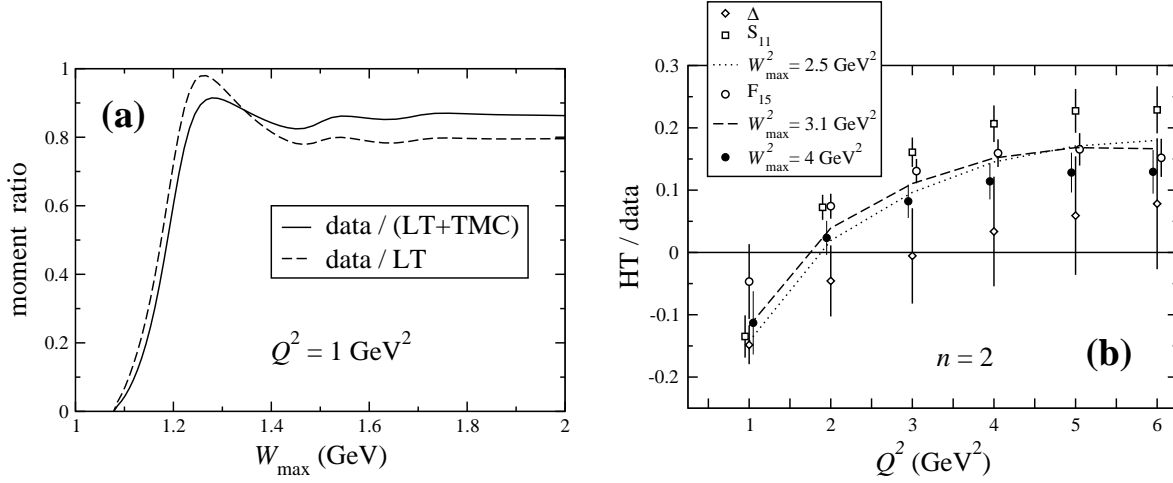 (a)
moment ratio
1
0.8
0.6
0.4
0.2
0
data / (LT+TMC)
data / LT
Q² = 1 GeV²
1 1.2 1.4 1.6 1.8 2
W_max (GeV)
Δ
S₁₁
W²_max = 2.5 GeV²
F₁₅
W²_max = 3.1 GeV²
W²_max = 4 GeV²
HT / data
0.3
0.2
0.1
0
-0.1
-0.2
n = 2
(b)
1 2 3 4 5 6
Q² (GeV²)